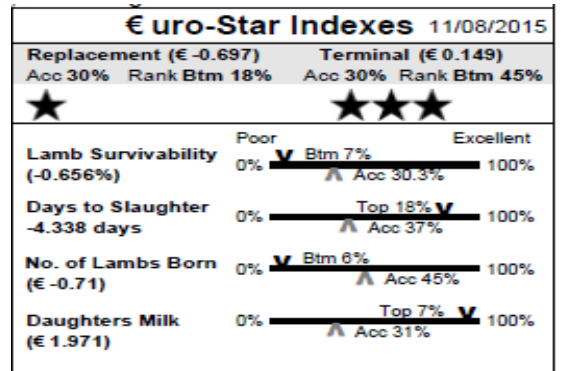 € uro-Star Indexes 11/08/2015
Replacement (€ -0.697) Terminal (€ 0.149)
Acc 30% Rank Btm 18% Acc 30% Rank Btm 45%
Poor Excellent
Lamb Survivability 0% Btm 7% 100%
(-0.656%) Acc 30.3%
Days to Slaughter 0% Top 18% 100%
-4.338 days Acc 37%
No. of Lambs Born 0% Btm 6% 100%
(€ -0.71) Acc 45%
Daughters Milk 0% Top 7% 100%
(€ 1.971) Acc 31%